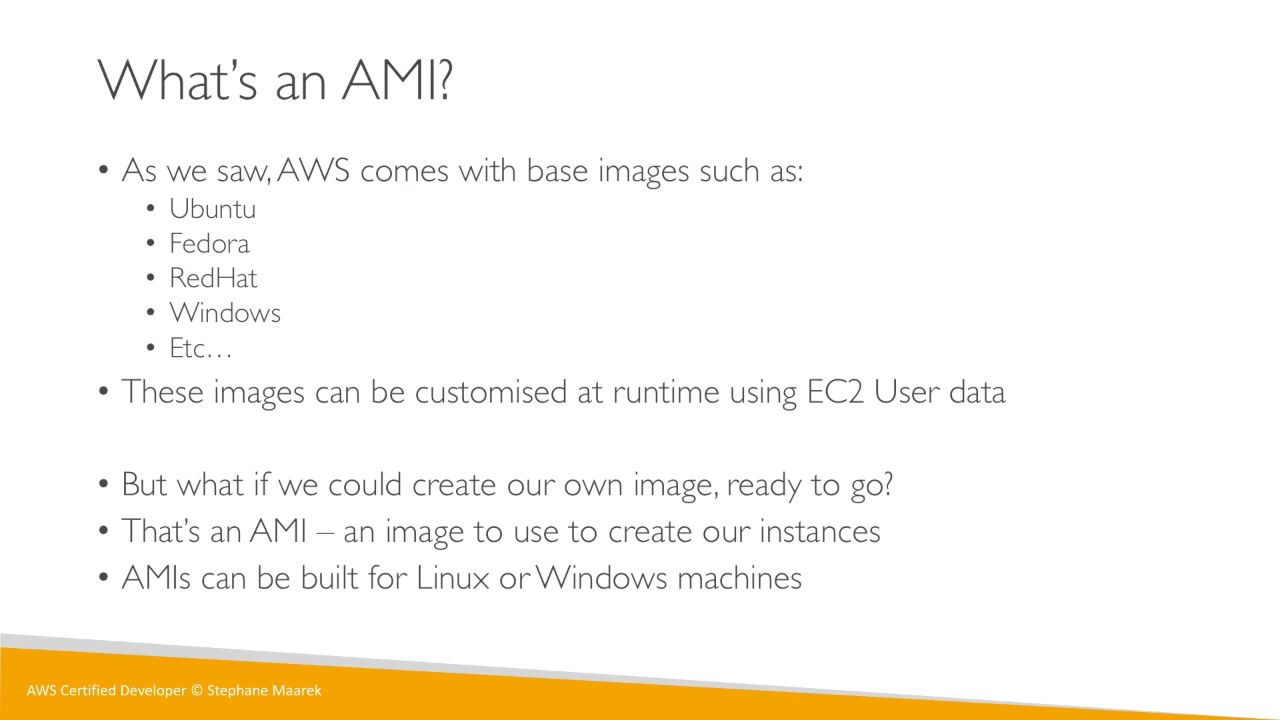 What's an AMI?
• As we saw, AWS comes with base images such as:
• Ubuntu
• Fedora
• RedHat
• Windows
• Etc…
• These images can be customised at runtime using EC2 User data
• But what if we could create our own image, ready to go?
• That's an AMI – an image to use to create our instances
• AMIs can be built for Linux or Windows machines
AWS Certified Developer © Stephane Maarek